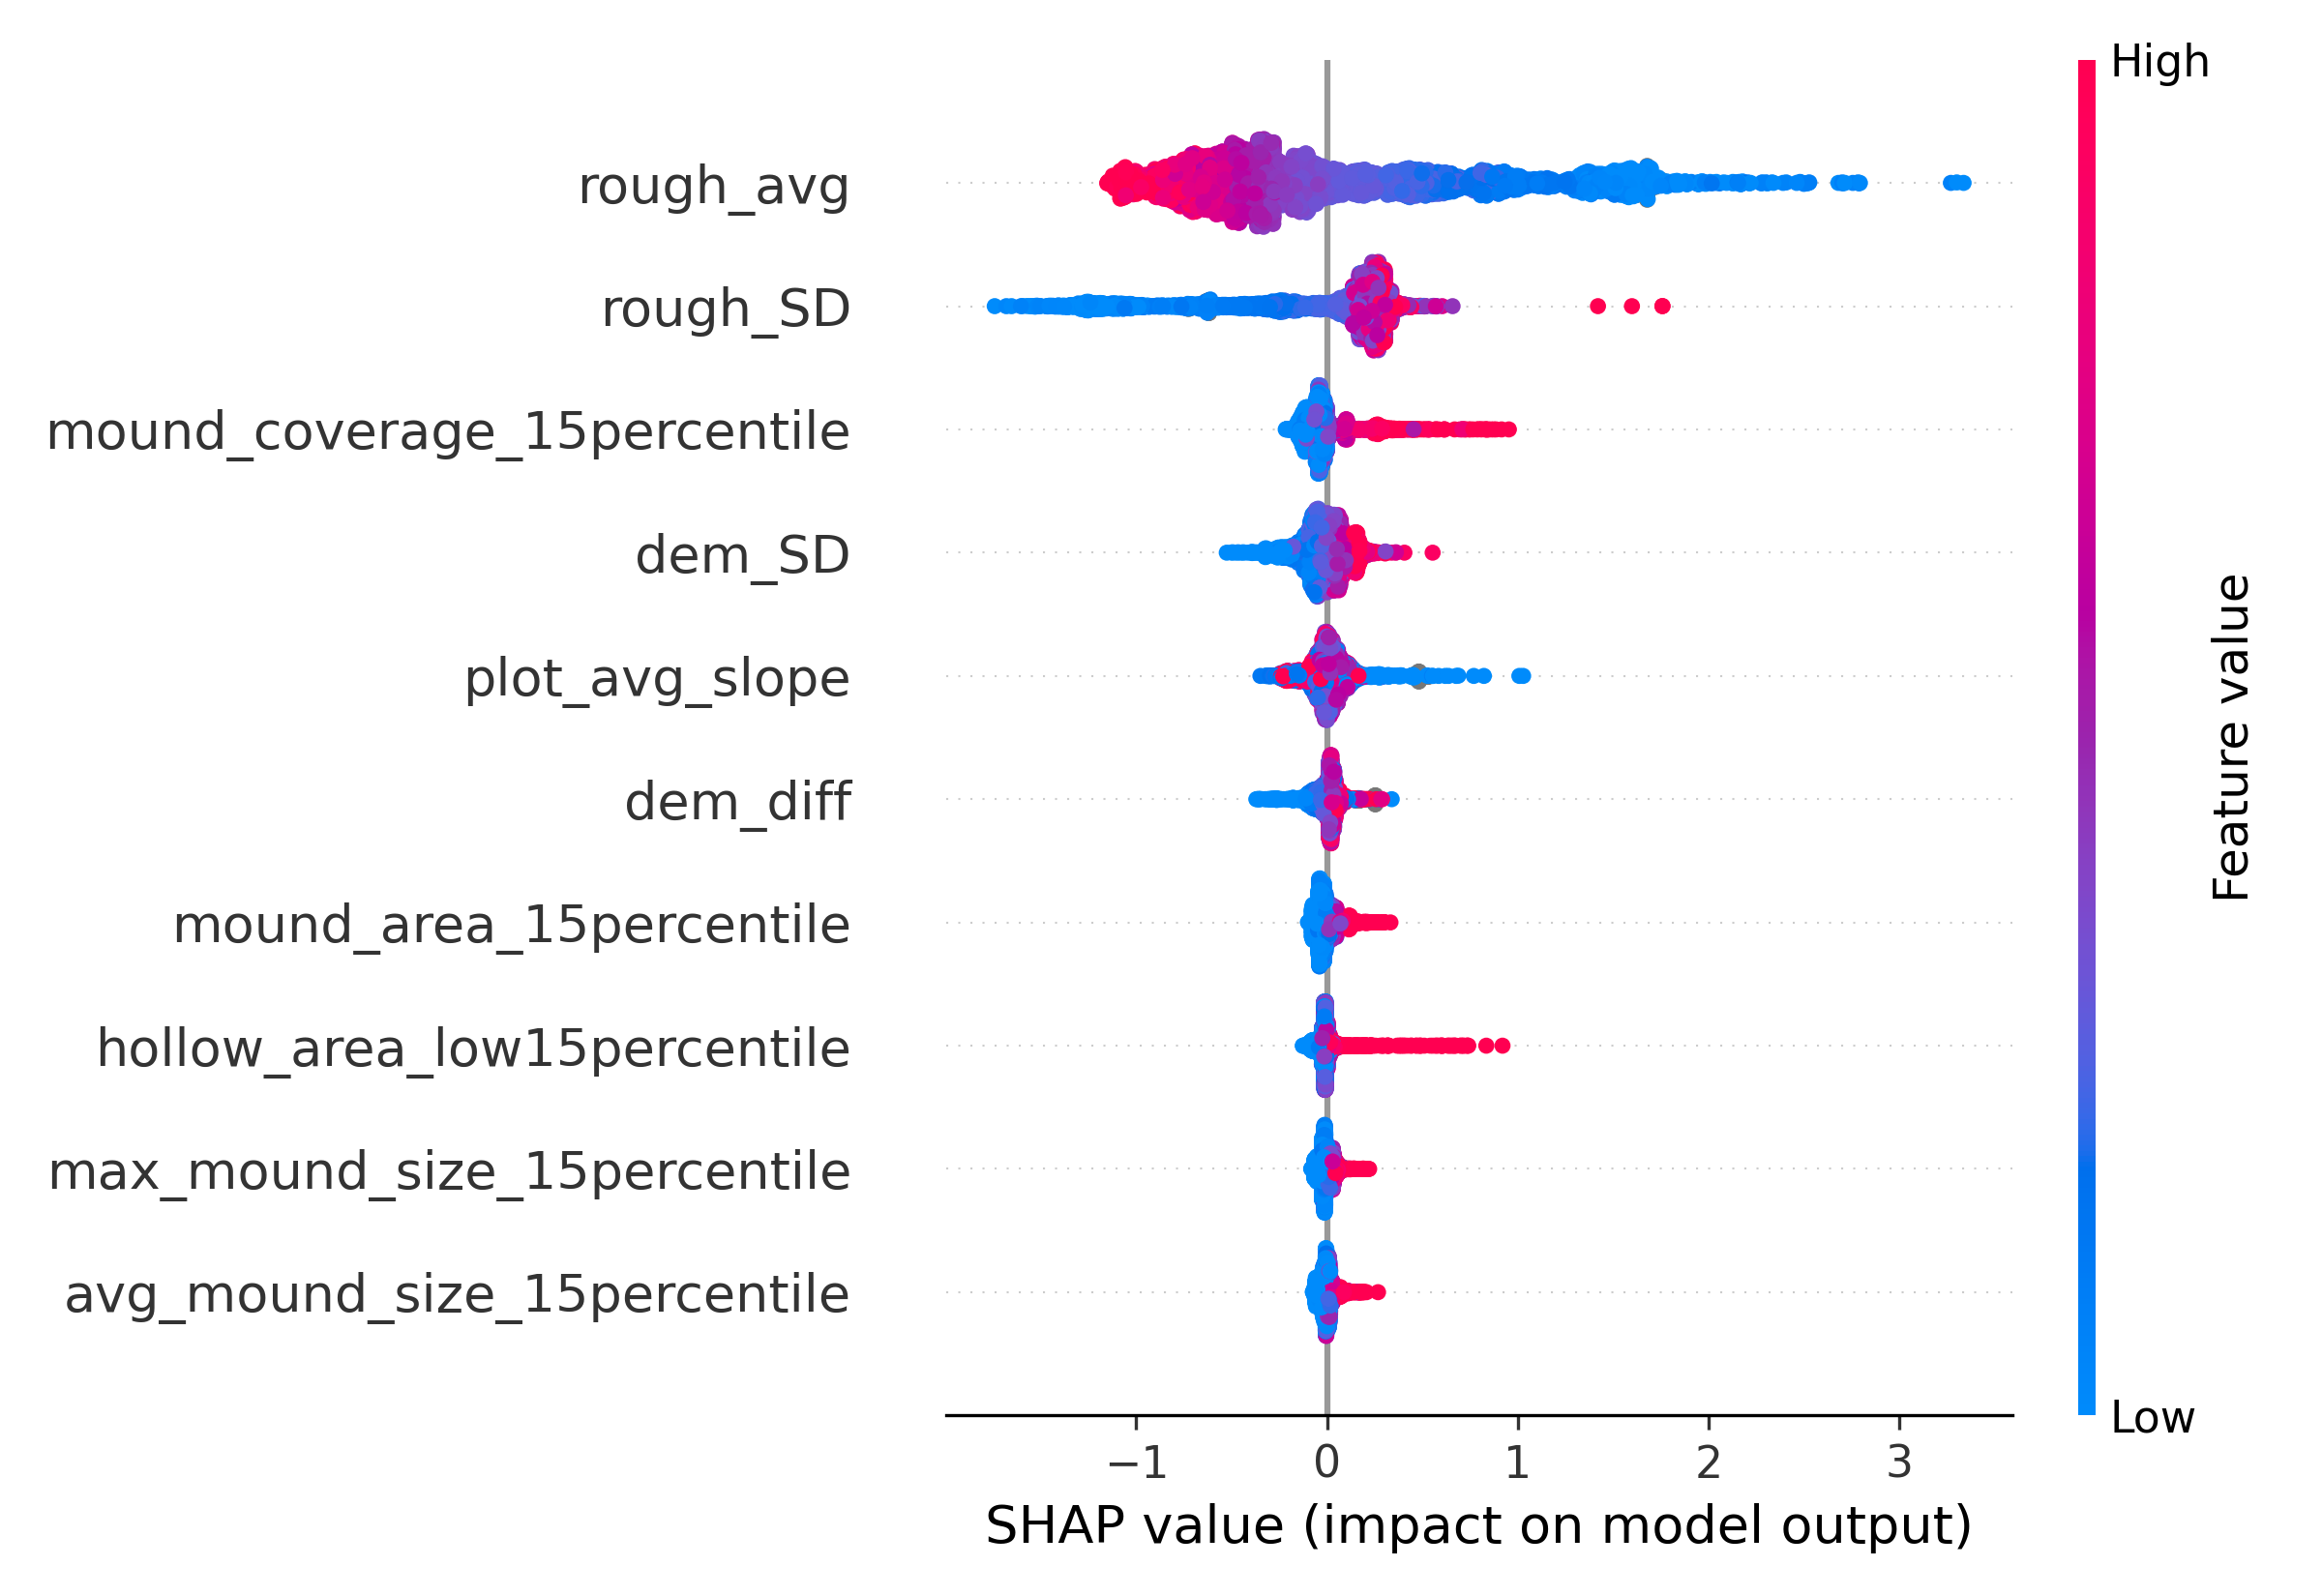 High
rough_avg
rough_SD
mound_coverage_15percentile
dem_SD
plot_avg_slope
dem_diff
mound_area_15percentile
hollow_area_low15percentile
max_mound_size_15percentile
avg_mound_size_15percentile
Feature value
Low
−1 0 1 2 3
SHAP value (impact on model output)